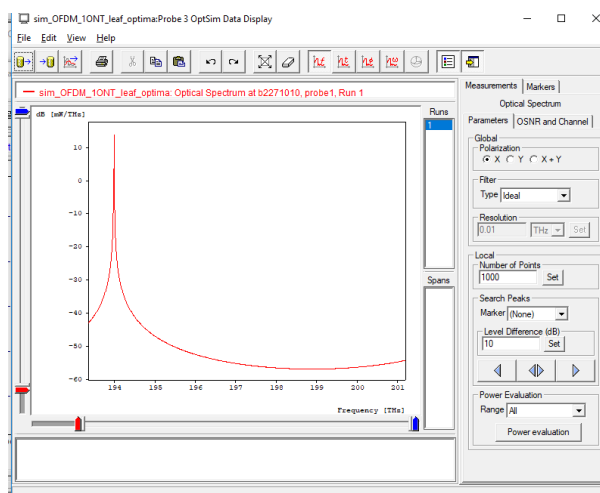 sim_OFDM_1ONT_leaf_optima:Probe 3 OptSim Data Display
File Edit View Help
sim_OFDM_1ONT_leaf_optima: Optical Spectrum at b2271010, probe1, Run 1
dB [mW/THz]
10
0
-10
-20
-30
-40
-50
-60
194 195 196 197 198 199 200 201
Frequency [THz]
Runs
1
Spans
Measurements Markers
Optical Spectrum
Parameters OSNR and Channel
Global
Polarization
X Y X+Y
Filter
Type Ideal
Resolution
0.01 THz Set
Local
Number of Points
1000 Set
Search Peaks
Marker (None)
Level Difference (dB)
10 Set
Power Evaluation
Range All
Power evaluation